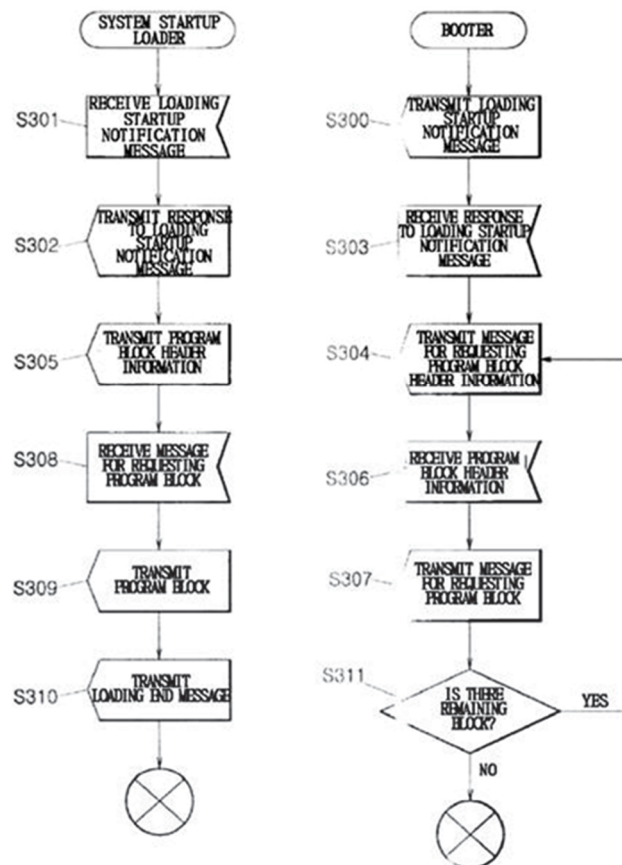 SYSTEM STARTUP
LOADER
S301
RECEIVE LOADING
STARTUP
NOTIFICATION
MESSAGE
S302
TRANSMIT RESPONSE
TO LOADING
STARTUP
NOTIFICATION
MESSAGE
S305
TRANSMIT PROGRAM
BLOCK HEADER
INFORMATION
S308
RECEIVE MESSAGE
FOR REQUESTING
PROGRAM BLOCK
S309
TRANSMIT
PROGRAM BLOCK
S310
TRANSMIT
LOADING END MESSAGE
BOOTER
S300
TRANSMIT LOADING
STARTUP
NOTIFICATION
MESSAGE
S303
RECEIVE RESPONSE
TO LOADING STARTUP
NOTIFICATION
MESSAGE
S304
TRANSMIT MESSAGE
FOR REQUESTING
PROGRAM BLOCK
HEADER INFORMATION
S306
RECEIVE PROGRAM
BLOCK HEADER
INFORMATION
S307
TRANSMIT MESSAGE
FOR REQUESTING
PROGRAM BLOCK
S311
IS THERE
REMAINING
BLOCK?
YES
NO